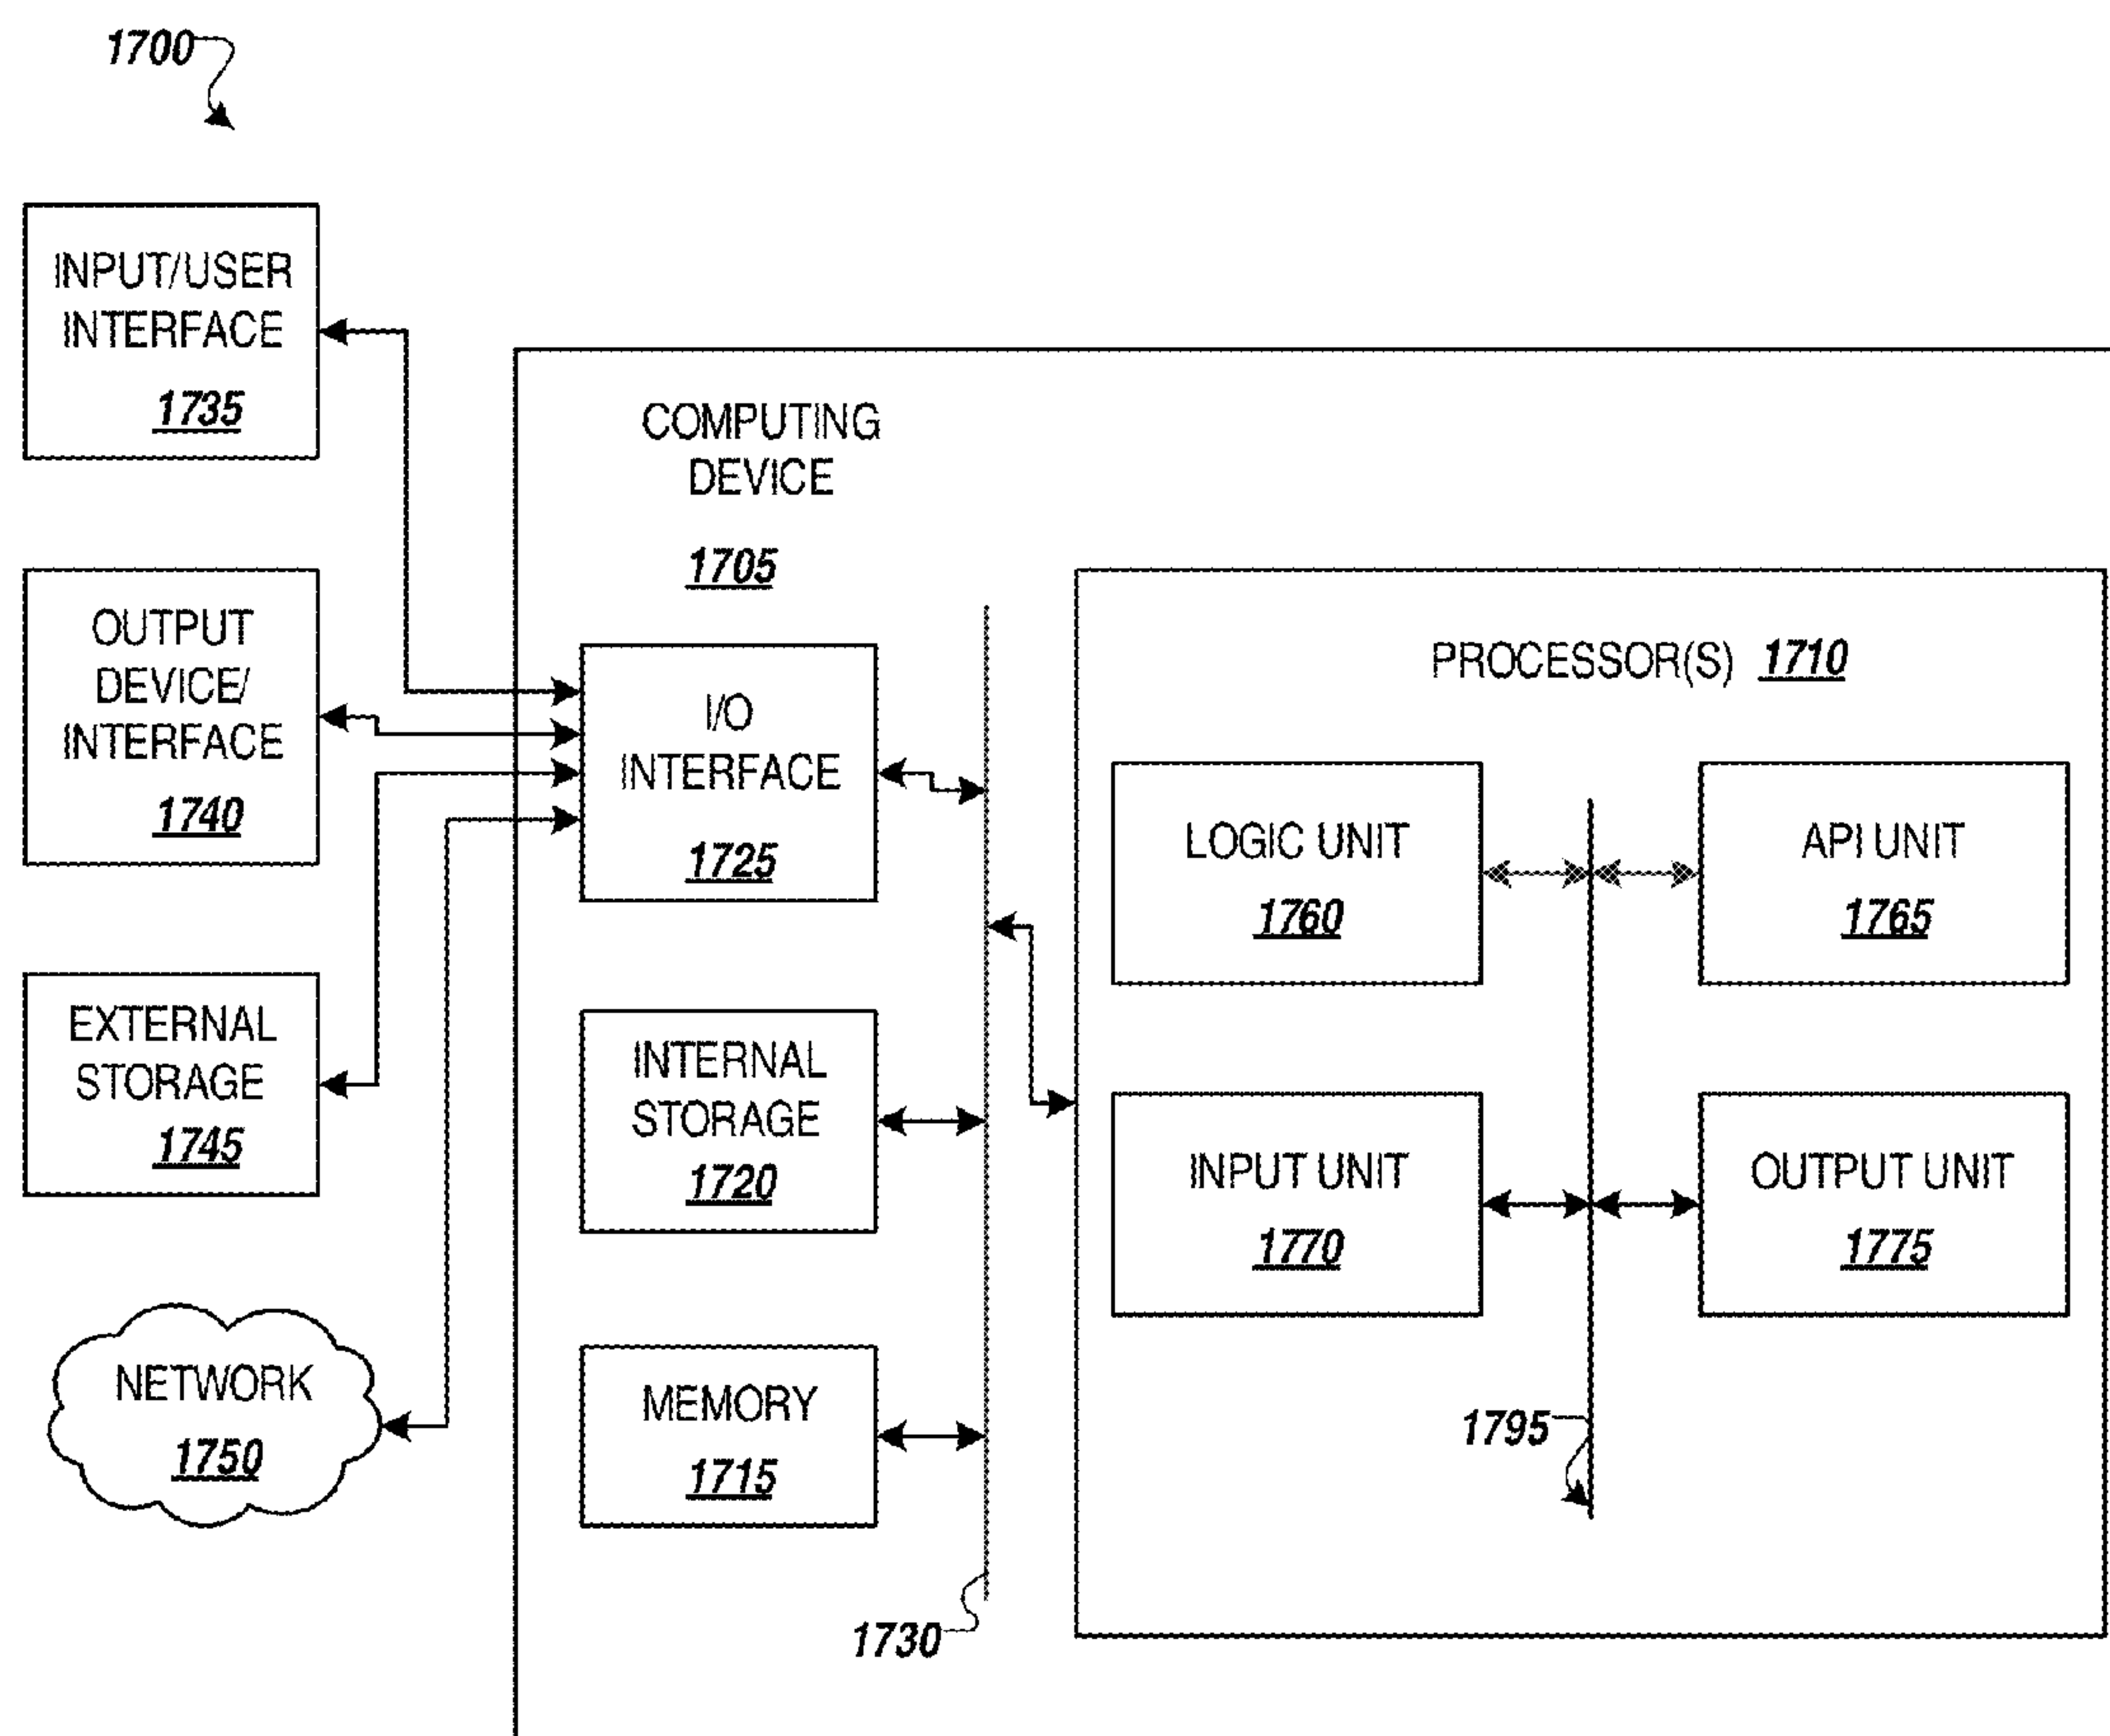 1700
INPUT/USER
INTERFACE
1735
OUTPUT
DEVICE/
INTERFACE
1740
EXTERNAL
STORAGE
1745
NETWORK
1750
COMPUTING
DEVICE
1705
I/O
INTERFACE
1725
INTERNAL
STORAGE
1720
MEMORY
1715
1730
PROCESSOR(S) 1710
LOGIC UNIT
1760
API UNIT
1765
INPUT UNIT
1770
OUTPUT UNIT
1775
1795